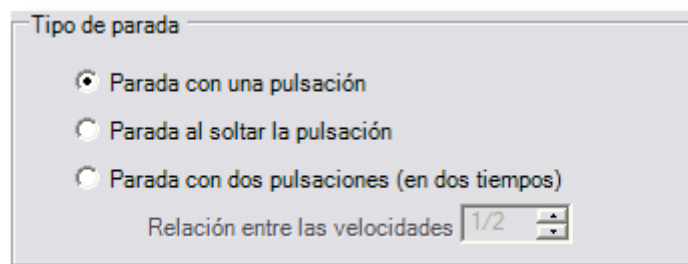 Tipo de parada
Parada con una pulsación
Parada al soltar la pulsación
Parada con dos pulsaciones (en dos tiempos)
Relación entre las velocidades 1/2